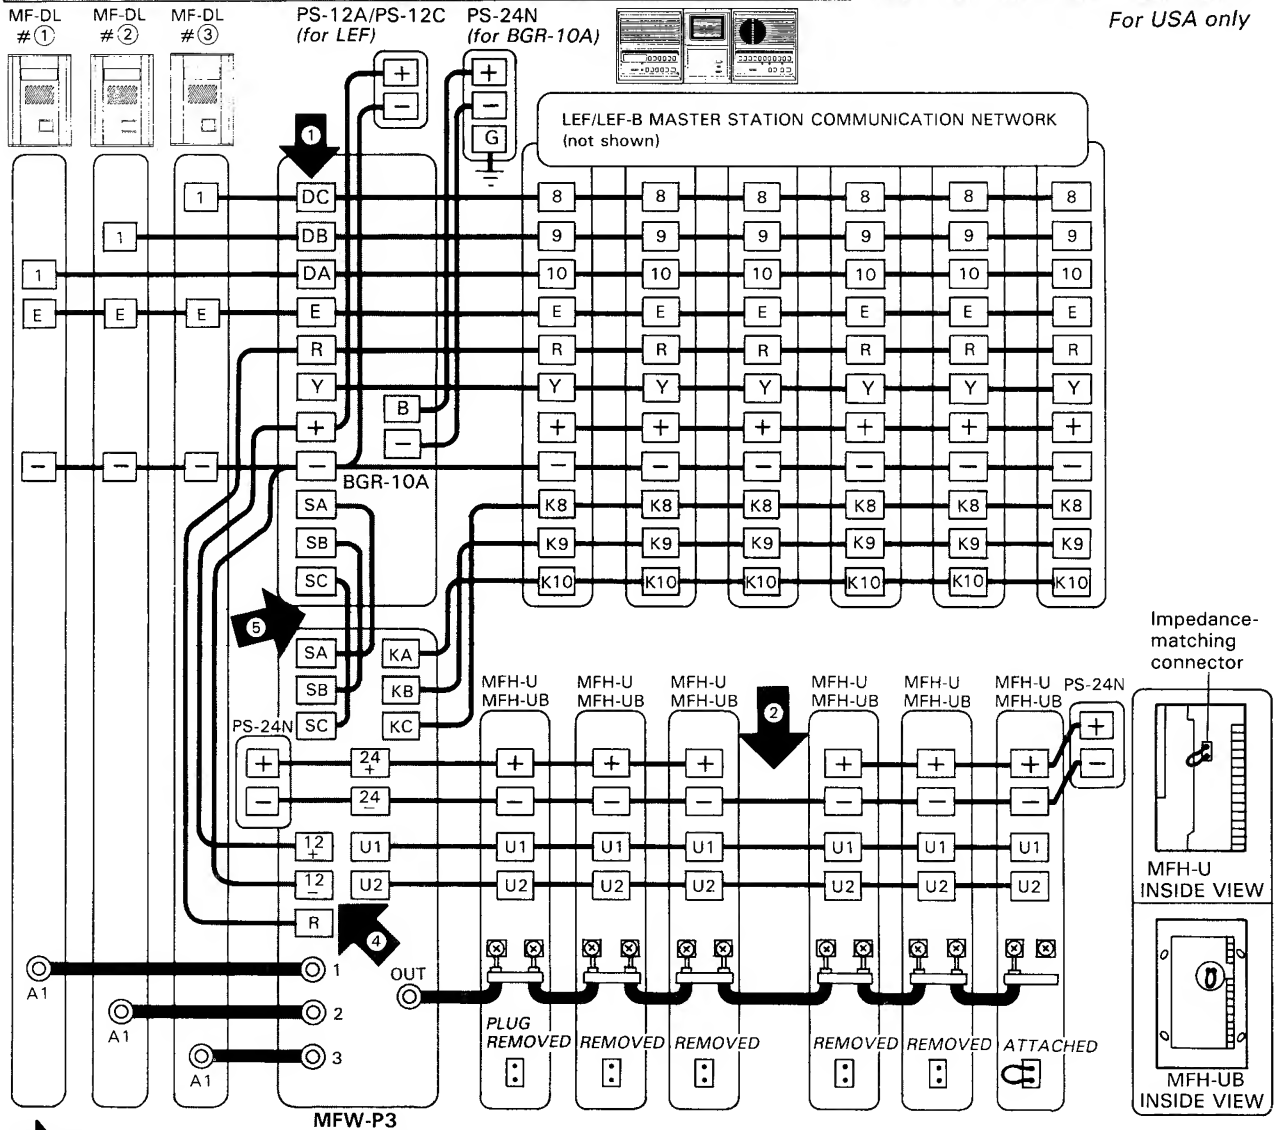 MF-DL
#①
MF-DL
#②
MF-DL
#③
PS-12A/PS-12C
(for LEF)
PS-24N
(for BGR-10A)
For USA only
+ +
− −
G
LEF/LEF-B MASTER STATION COMMUNICATION NETWORK
(not shown)
①
1 DC 8 8 8 8 8 8
1 DB 9 9 9 9 9 9
1 DA 10 10 10 10 10 10
E E E E E E E E E E
R R R R R R R
Y Y Y Y Y Y Y
B
+ + + + + + +
−
− − − − − − − − − −
BGR-10A
SA K8 K8 K8 K8 K8 K8
SB K9 K9 K9 K9 K9 K9
SC K10 K10 K10 K10 K10 K10
⑤
SA KA
SB KB
SC KC
Impedance-
matching
connector
MFH-U
MFH-UB
MFH-U
MFH-UB
MFH-U
MFH-UB
②
MFH-U
MFH-UB
MFH-U
MFH-UB
MFH-U
MFH-UB
PS-24N
PS-24N
+ 24+ + + + + + + +
− 24− − − − − − − −
12+ U1 U1 U1 U1 U1 U1 U1
12− U2 U2 U2 U2 U2 U2 U2
R
④
MFH-U
INSIDE VIEW
A1 1
OUT
A1 2
A1 3
PLUG
REMOVED REMOVED REMOVED REMOVED REMOVED ATTACHED
MFH-UB
INSIDE VIEW
MFW-P3